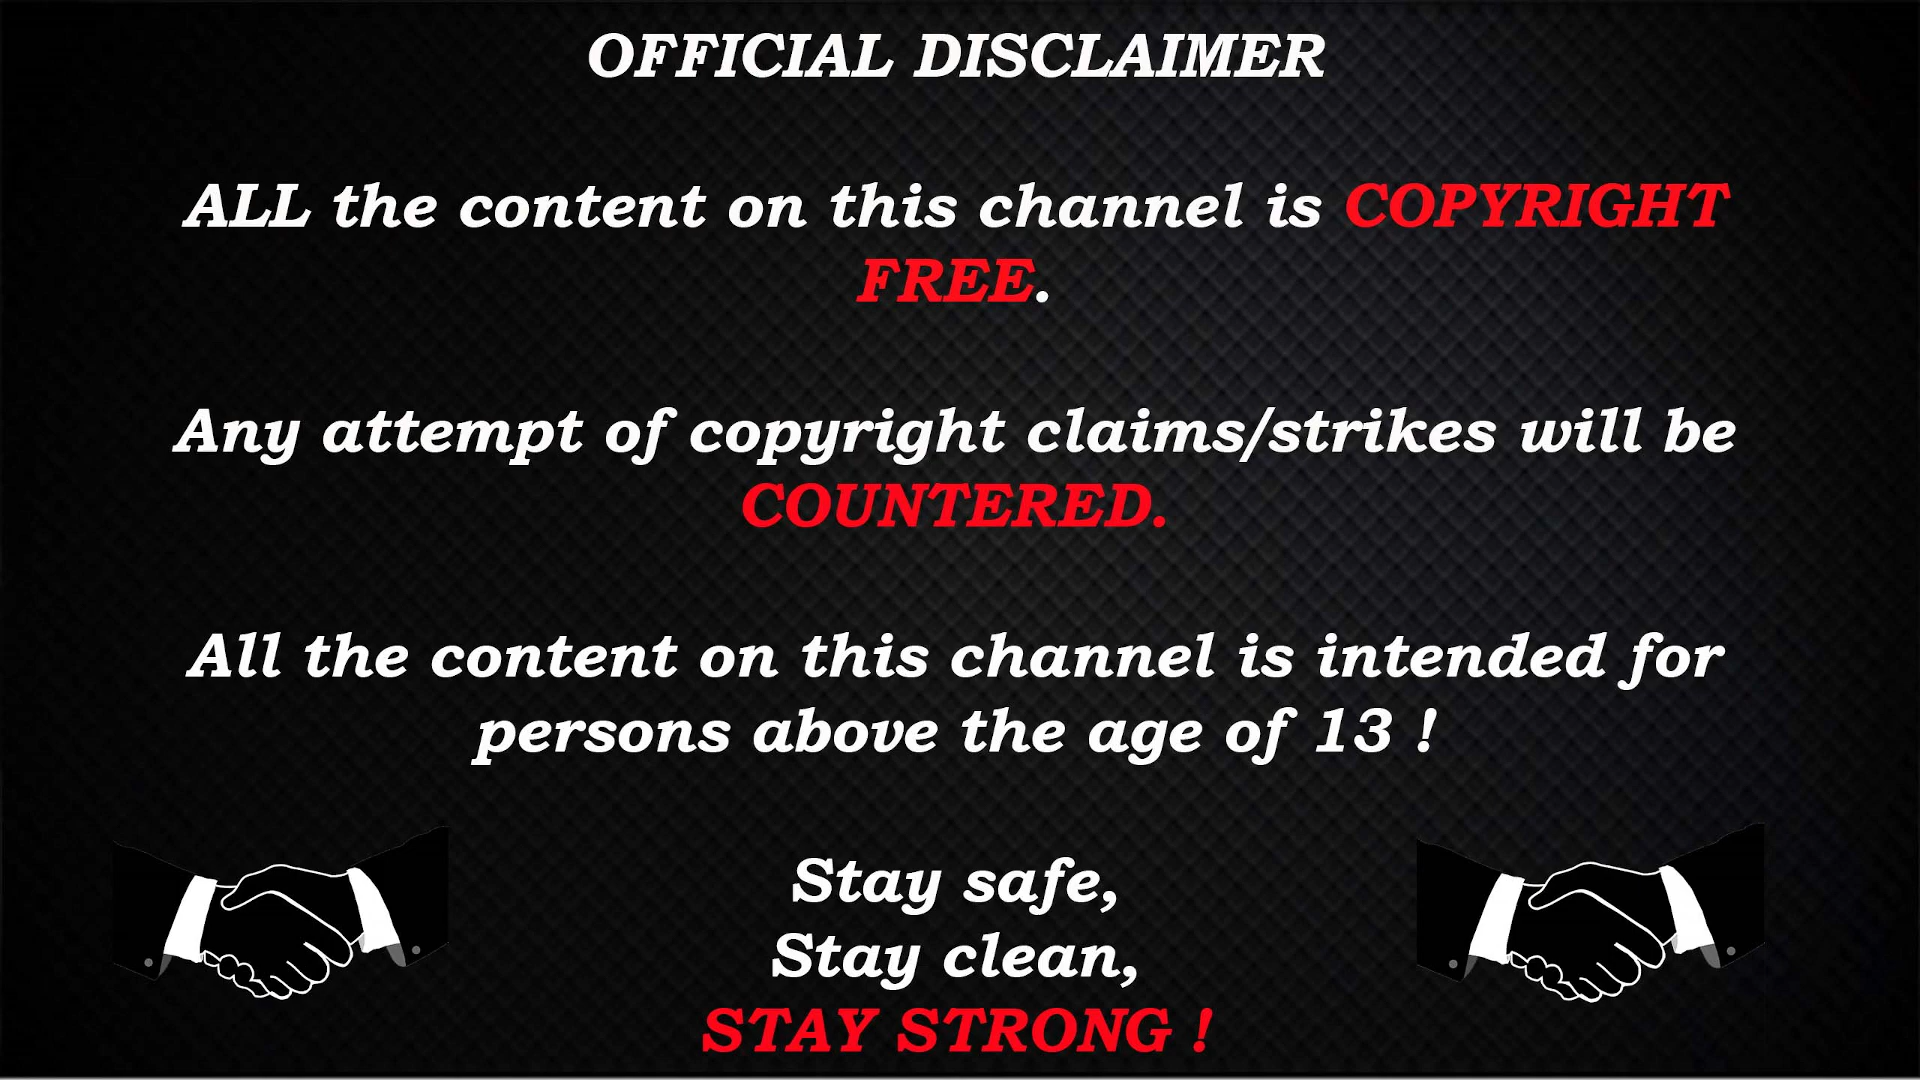 OFFICIAL DISCLAIMER
ALL the content on this channel is COPYRIGHT
FREE.
Any attempt of copyright claims/strikes will be
COUNTERED.
All the content on this channel is intended for
persons above the age of 13 !
Stay safe,
Stay clean,
STAY STRONG !